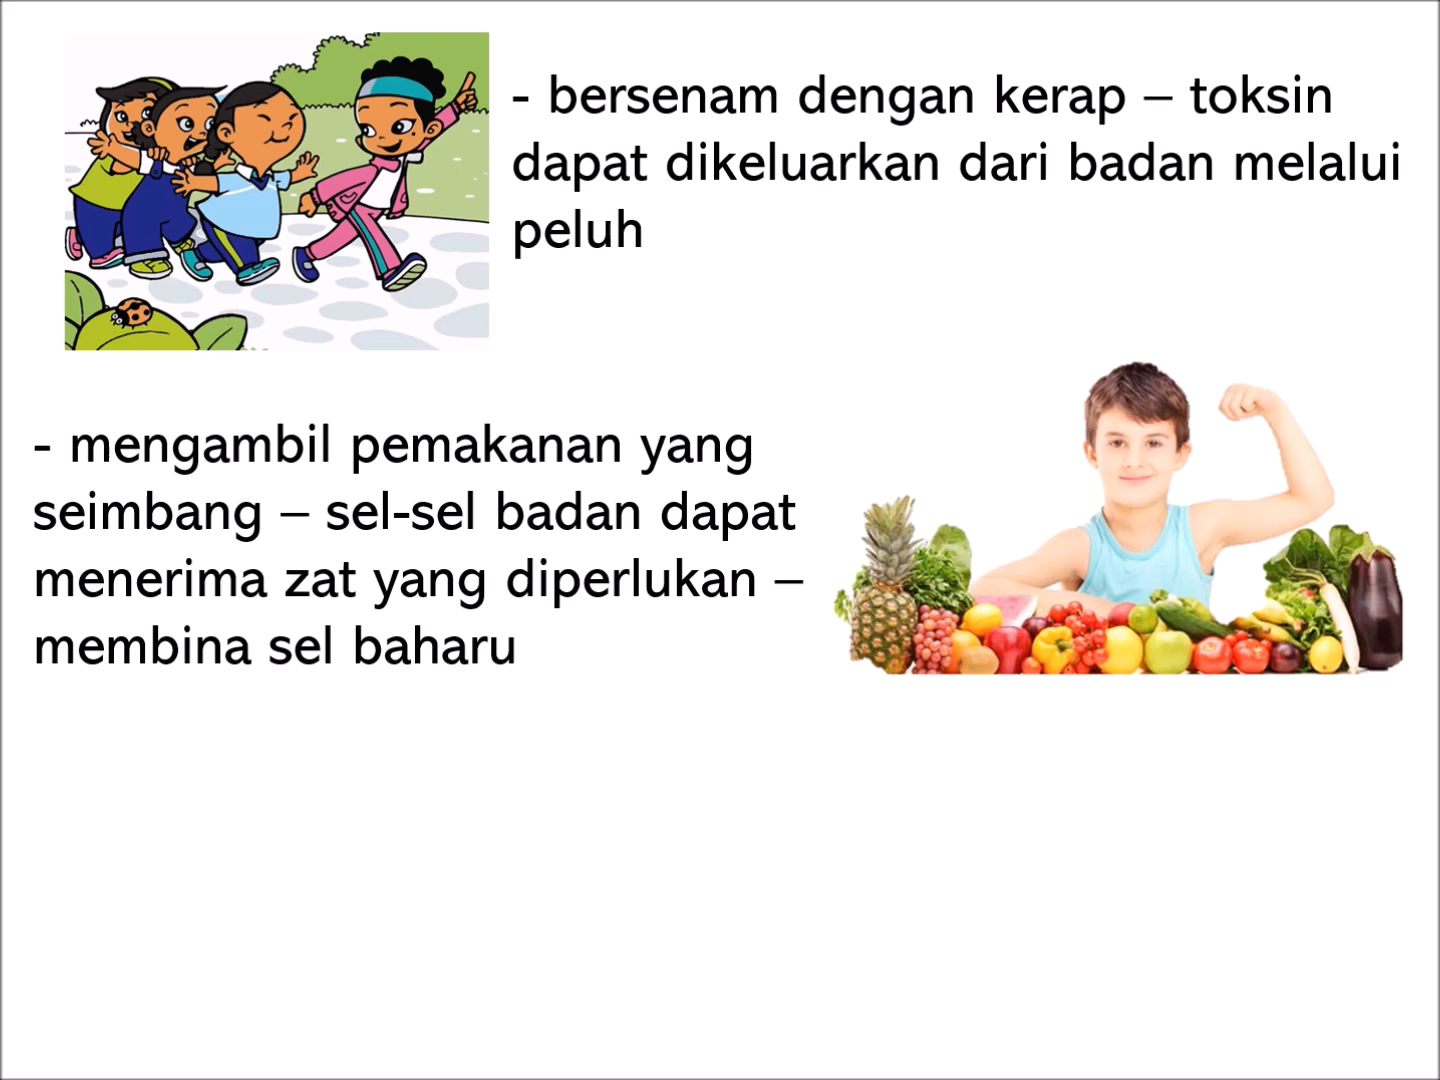 - bersenam dengan kerap – toksin
dapat dikeluarkan dari badan melalui
peluh
- mengambil pemakanan yang
seimbang – sel-sel badan dapat
menerima zat yang diperlukan –
membina sel baharu